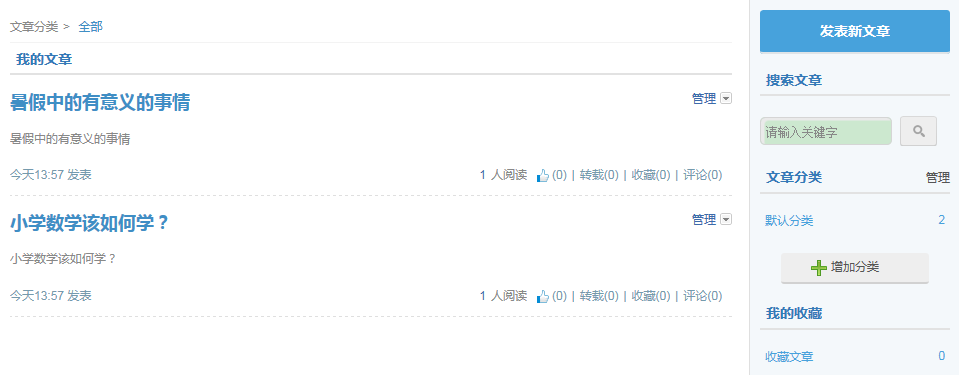 文章分类 > 全部
我的文章
暑假中的有意义的事情
管理
暑假中的有意义的事情
今天13:57 发表
1 人阅读 (0) | 转载(0) | 收藏(0) | 评论(0)
小学数学该如何学？
管理
小学数学该如何学？
今天13:57 发表
1 人阅读 (0) | 转载(0) | 收藏(0) | 评论(0)
发表新文章
搜索文章
请输入关键字
文章分类 管理
默认分类 2
增加分类
我的收藏
收藏文章 0